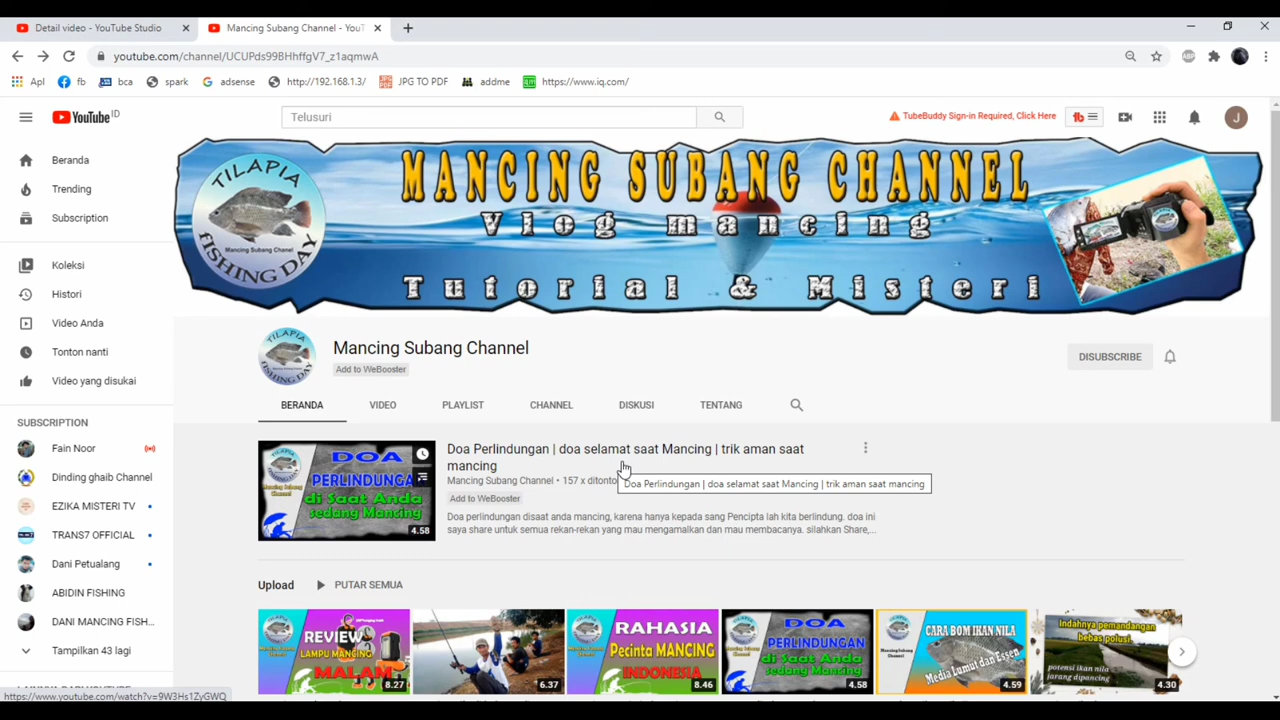 Detail video - YouTube Studio
Mancing Subang Channel - YouT
youtube.com/channel/UCUPds99BHhffgV7_z1aqmwA
Apl fb bca spark adsense http://192.168.1.3/ JPG TO PDF addme https://www.iq.com/
YouTube ID
Telusuri
TubeBuddy Sign-in Required, Click Here
tb
J
Beranda
Trending
Subscription
Koleksi
Histori
Video Anda
Tonton nanti
Video yang disukai
SUBSCRIPTION
Fain Noor
Dinding ghaib Channel
EZIKA MISTERI TV
TRANS7 OFFICIAL
Dani Petualang
ABIDIN FISHING
DANI MANCING FISH...
Tampilkan 43 lagi
TILAPIA
Mancing Subang Chanel
FISHING DAY
MANCING SUBANG CHANNEL
Vlog mancing
Tutorial & Misteri
Mancing Subang Channel
Add to WeBooster
DISUBSCRIBE
BERANDA VIDEO PLAYLIST CHANNEL DISKUSI TENTANG
DOA
PERLINDUNGAN
di Saat Anda
sedang Mancing
4.58
Doa Perlindungan | doa selamat saat Mancing | trik aman saat
mancing
Mancing Subang Channel • 157 x ditonto
Doa Perlindungan | doa selamat saat Mancing | trik aman saat mancing
Add to WeBooster
Doa perlindungan disaat anda mancing, karena hanya kepada sang Pencipta lah kita berlindung. doa ini
saya share untuk semua rekan-rekan yang mau mengamalkan dan mau membacanya. silahkan Share,...
Upload PUTAR SEMUA
REVIEW
LAMPU MANCING
MALAM
8.27
6.37
RAHASIA
Pecinta MANCING
INDONESIA
8.46
DOA
PERLINDUNGAN
di Saat Anda
sedang Mancing
4.58
CARA BOM IKAN NILA
Media Lumut dan Essen
4.59
Indahnya pemandangan
bebas polusi.
potensi ikan nila
jarang dipancing
4.30
https://www.youtube.com/watch?v=9W3Hs1ZyGWQ